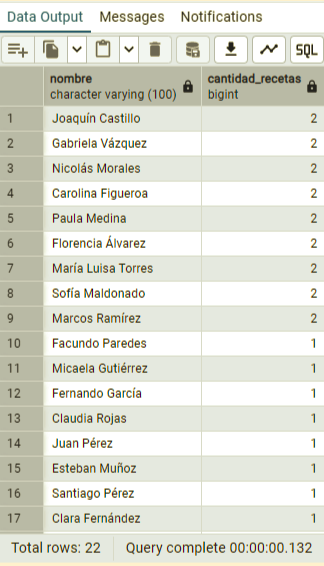 Data Output Messages Notifications
SQL
nombre cantidad_recetas
character varying (100) bigint
1 Joaquín Castillo 2
2 Gabriela Vázquez 2
3 Nicolás Morales 2
4 Carolina Figueroa 2
5 Paula Medina 2
6 Florencia Álvarez 2
7 María Luisa Torres 2
8 Sofía Maldonado 2
9 Marcos Ramírez 2
10 Facundo Paredes 1
11 Micaela Gutiérrez 1
12 Fernando García 1
13 Claudia Rojas 1
14 Juan Pérez 1
15 Esteban Muñoz 1
16 Santiago Pérez 1
17 Clara Fernández 1
Total rows: 22 Query complete 00:00:00.132